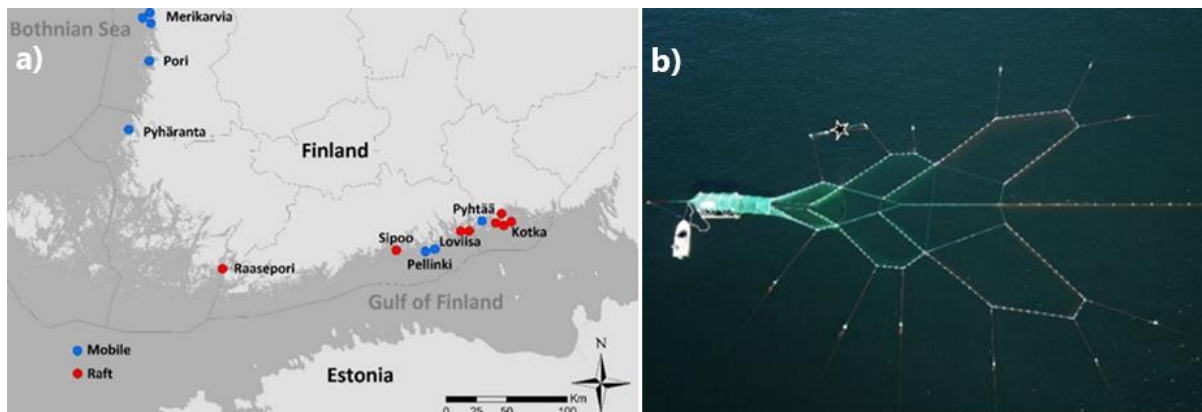 a)
Bothnian Sea
Merikarvia
Pori
Pyhäranta
Finland
Pyhtää
Kotka
Loviisa
Sipoo
Pellinki
Raasepori
Gulf of Finland
Mobile
Raft
Estonia
N
Km
0 25 50 100
b)